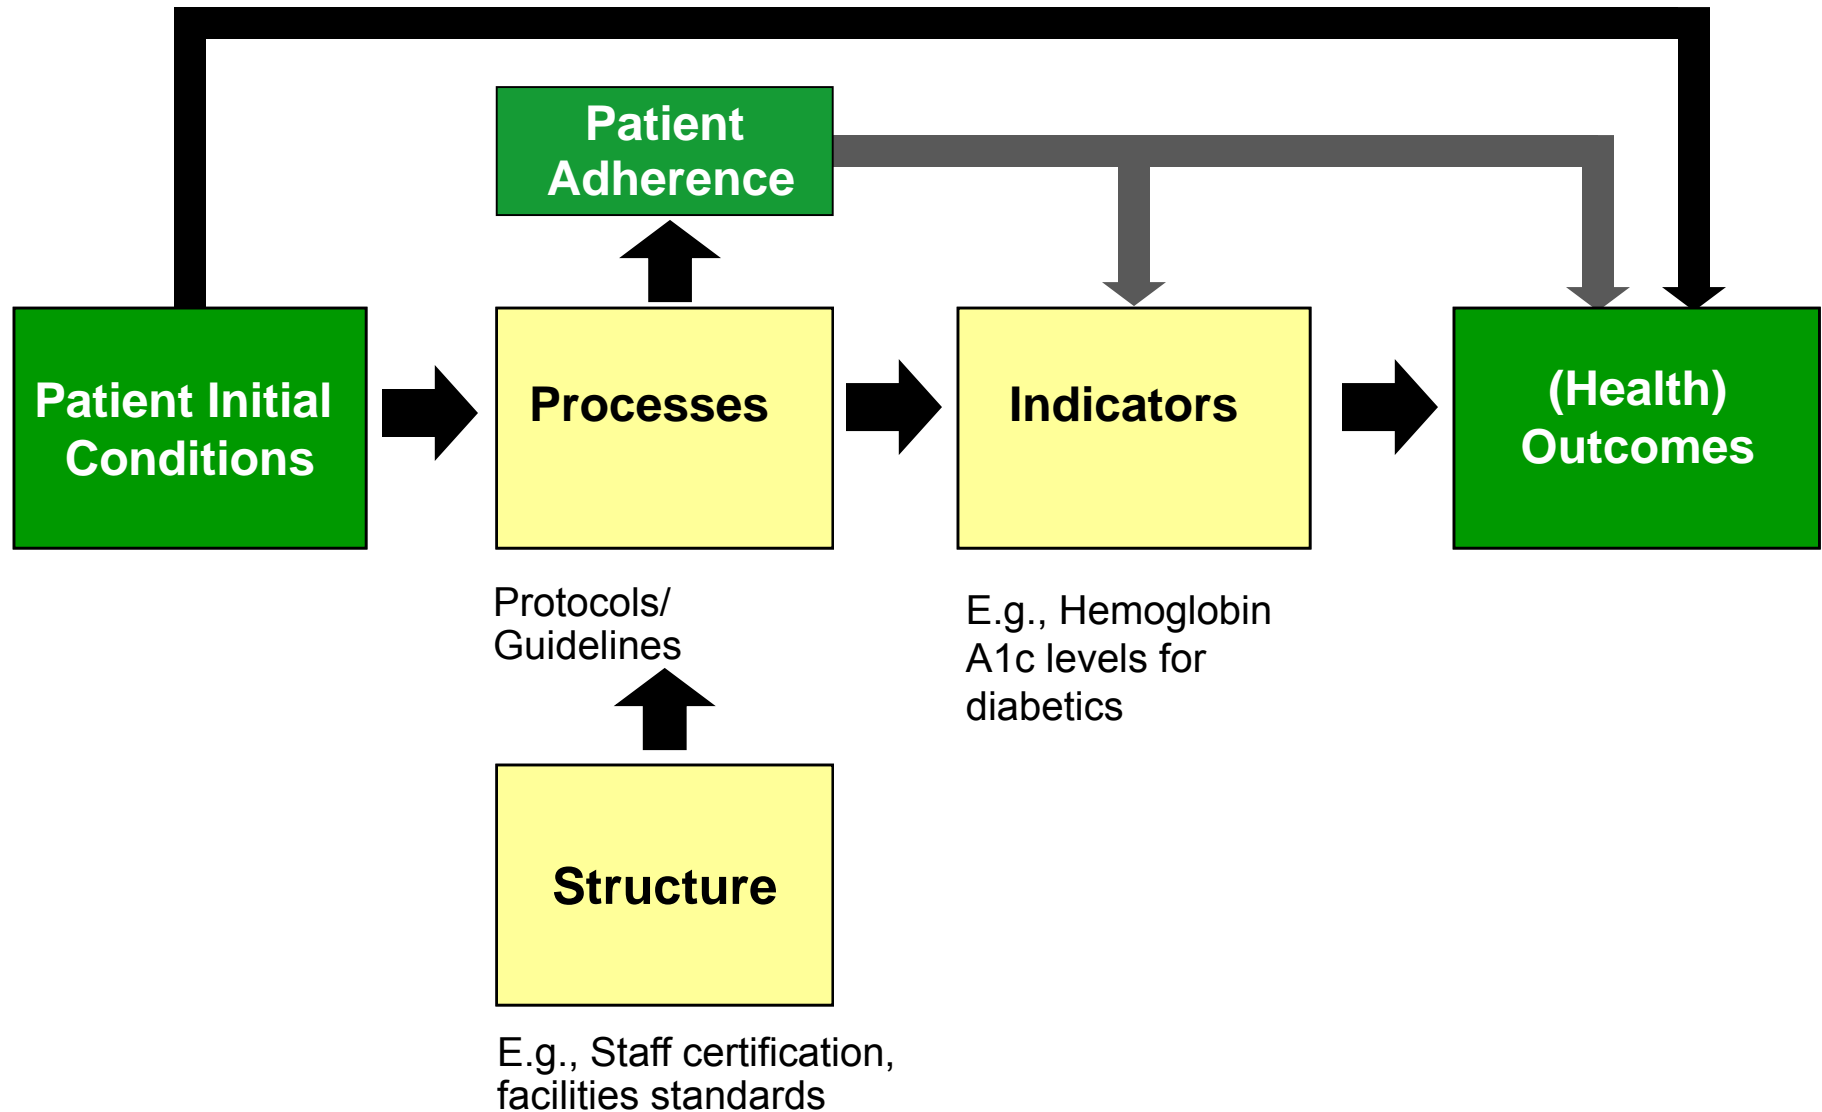 Patient
Adherence
Patient Initial
Conditions
Processes
Indicators
(Health)
Outcomes
Protocols/
Guidelines
E.g., Hemoglobin
A1c levels for
diabetics
Structure
E.g., Staff certification,
facilities standards